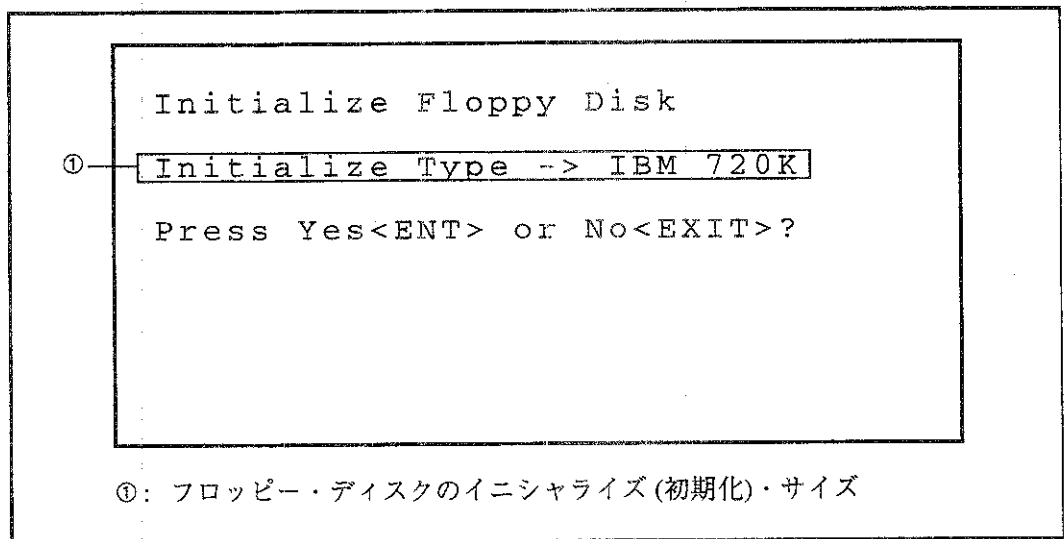 Initialize Floppy Disk
① Initialize Type -> IBM 720K
Press Yes<ENT> or No<EXIT>?
①: フロッピー・ディスクのイニシャライズ(初期化)・サイズ